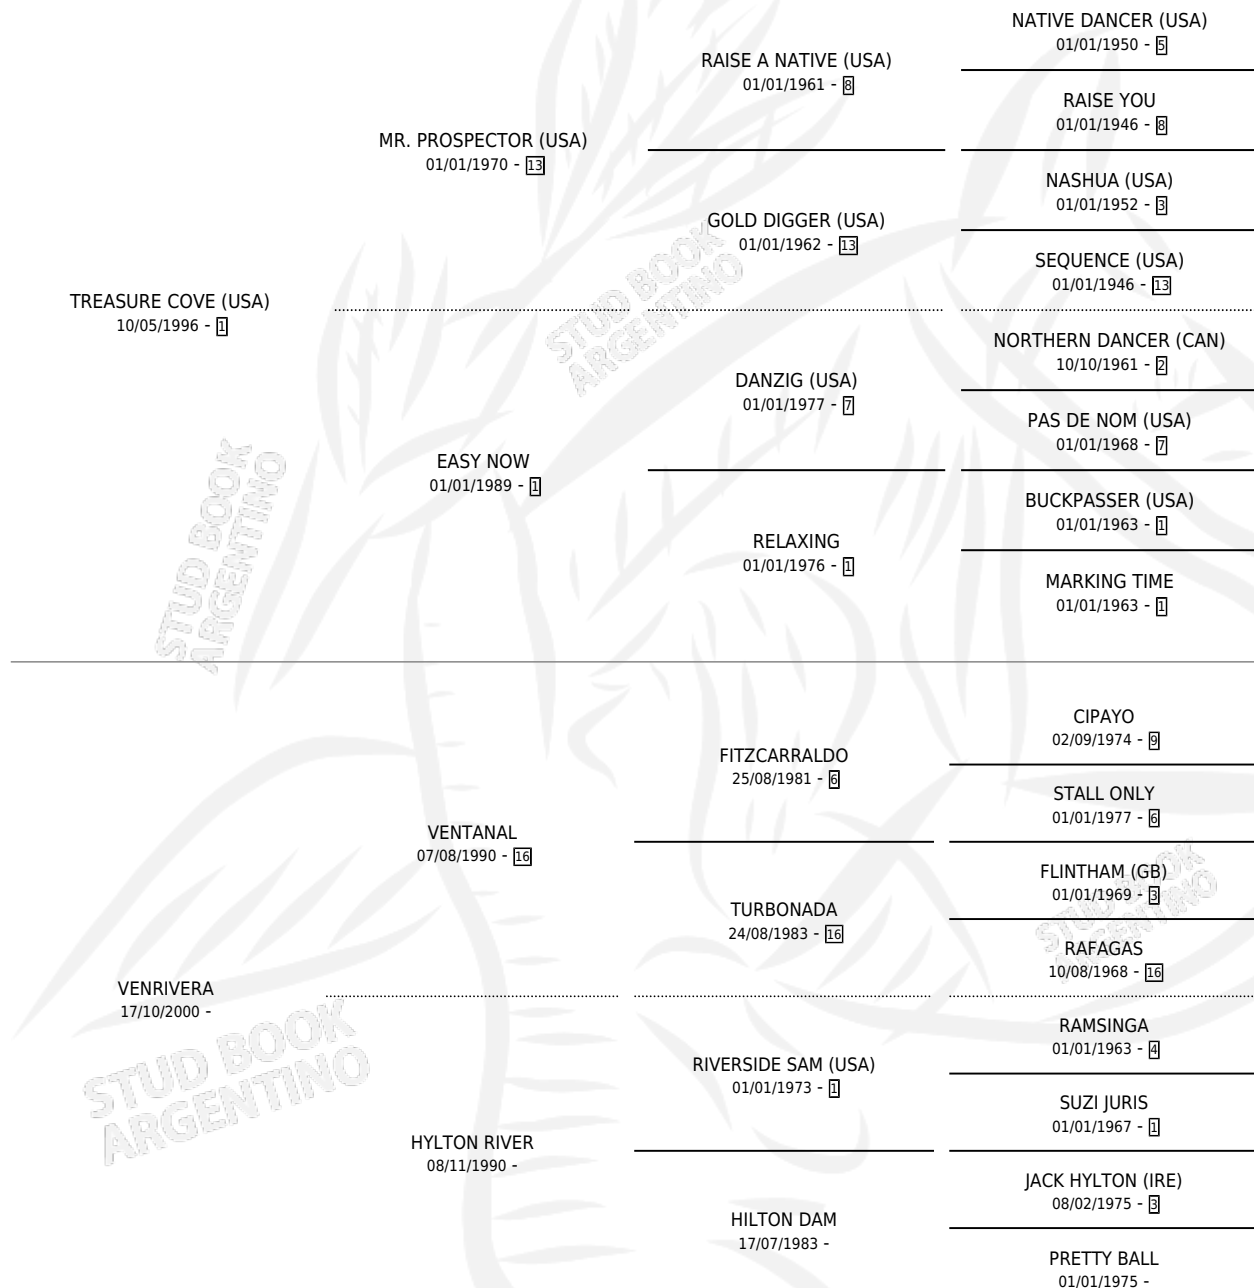 NATIVE DANCER (USA)
01/01/1950 - 5
RAISE A NATIVE (USA)
01/01/1961 - 8
RAISE YOU
01/01/1946 - 8
MR. PROSPECTOR (USA)
01/01/1970 - 13
NASHUA (USA)
01/01/1952 - 3
GOLD DIGGER (USA)
01/01/1962 - 13
SEQUENCE (USA)
01/01/1946 - 13
TREASURE COVE (USA)
10/05/1996 - 1
NORTHERN DANCER (CAN)
10/10/1961 - 2
DANZIG (USA)
01/01/1977 - 7
PAS DE NOM (USA)
01/01/1968 - 7
EASY NOW
01/01/1989 - 1
BUCKPASSER (USA)
01/01/1963 - 1
RELAXING
01/01/1976 - 1
MARKING TIME
01/01/1963 - 1
CIPAYO
02/09/1974 - 9
FITZCARRALDO
25/08/1981 - 6
STALL ONLY
01/01/1977 - 6
VENTANAL
07/08/1990 - 16
FLINTHAM (GB)
01/01/1969 - 3
TURBONADA
24/08/1983 - 16
RAFAGAS
10/08/1968 - 16
VENRIVERA
17/10/2000 -
RAMSINGA
01/01/1963 - 4
RIVERSIDE SAM (USA)
01/01/1973 - 1
SUZI JURIS
01/01/1967 - 1
HYLTON RIVER
08/11/1990 -
JACK HYLTON (IRE)
08/02/1975 - 3
HILTON DAM
17/07/1983 -
PRETTY BALL
01/01/1975 -
STUD BOOK
ARGENTINO
STUD BOOK
ARGENTINO
STUD BOOK
ARGENTINO
STUD BOOK
ARGENTINO